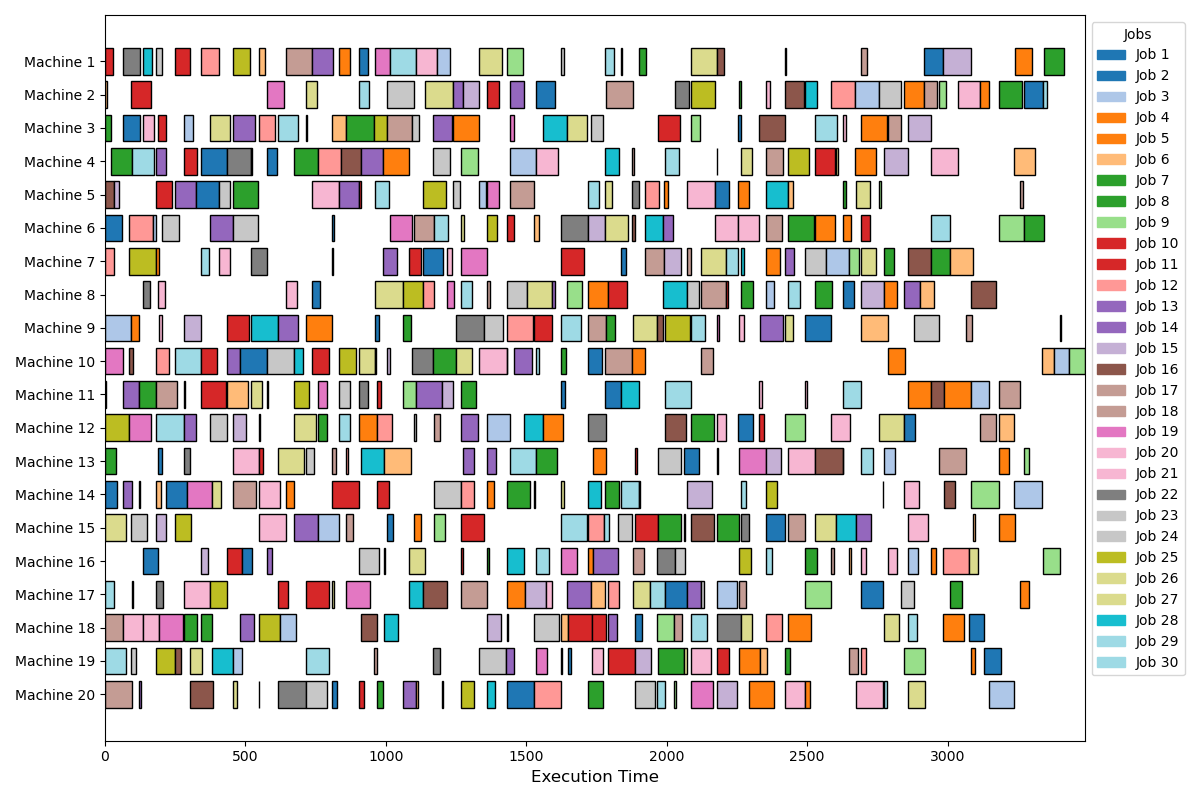 Machine 1
Machine 2
Machine 3
Machine 4
Machine 5
Machine 6
Machine 7
Machine 8
Machine 9
Machine 10
Machine 11
Machine 12
Machine 13
Machine 14
Machine 15
Machine 16
Machine 17
Machine 18
Machine 19
Machine 20
0 500 1000 1500 2000 2500 3000
Execution Time
Jobs
Job 1
Job 2
Job 3
Job 4
Job 5
Job 6
Job 7
Job 8
Job 9
Job 10
Job 11
Job 12
Job 13
Job 14
Job 15
Job 16
Job 17
Job 18
Job 19
Job 20
Job 21
Job 22
Job 23
Job 24
Job 25
Job 26
Job 27
Job 28
Job 29
Job 30